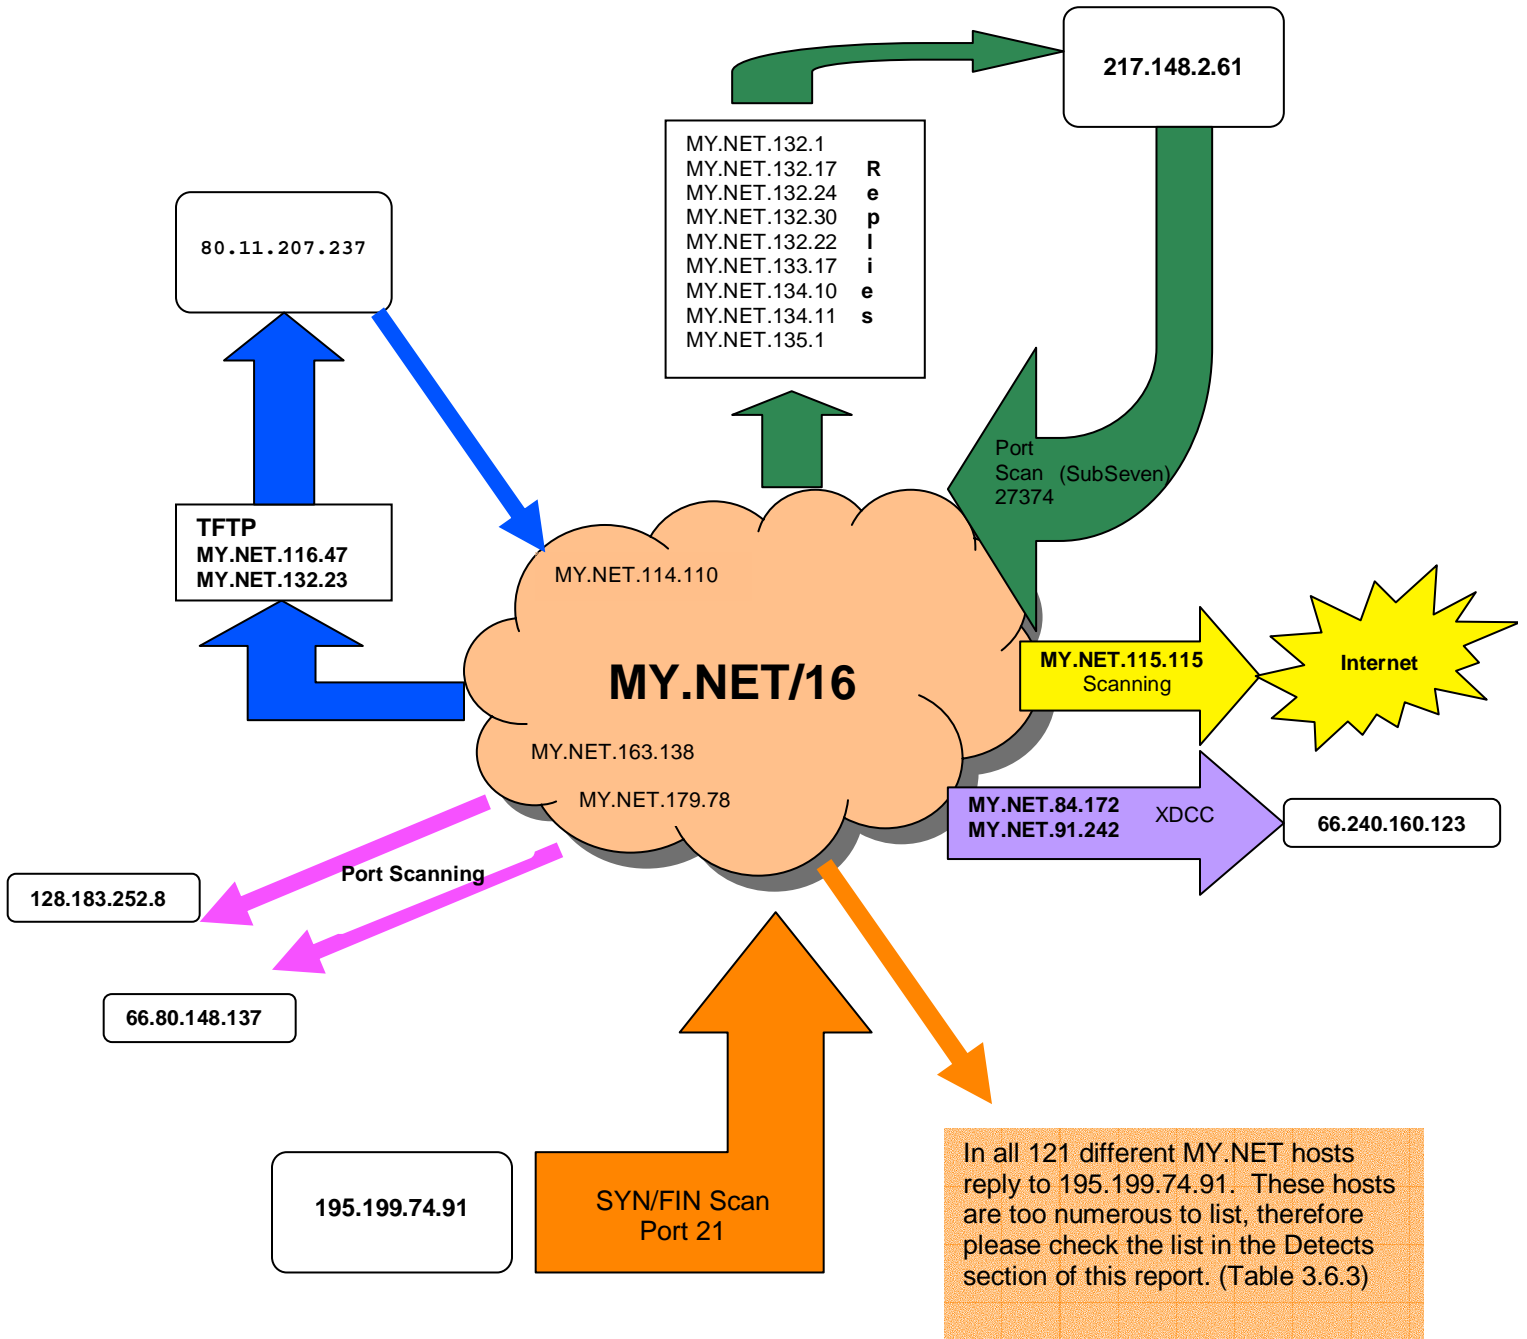 217.148.2.61
MY.NET.132.1
MY.NET.132.17
MY.NET.132.24
MY.NET.132.30
MY.NET.132.22
MY.NET.133.17
MY.NET.134.10
MY.NET.134.11
MY.NET.135.1
Replies
80.11.207.237
Port
Scan (SubSeven)
27374
TFTP
MY.NET.116.47
MY.NET.132.23
MY.NET.114.110
MY.NET/16
MY.NET.115.115
Scanning
Internet
MY.NET.163.138
MY.NET.179.78
MY.NET.84.172
MY.NET.91.242
XDCC
66.240.160.123
Port Scanning
128.183.252.8
66.80.148.137
195.199.74.91
SYN/FIN Scan
Port 21
In all 121 different MY.NET hosts
reply to 195.199.74.91. These hosts
are too numerous to list, therefore
please check the list in the Detects
section of this report. (Table 3.6.3)